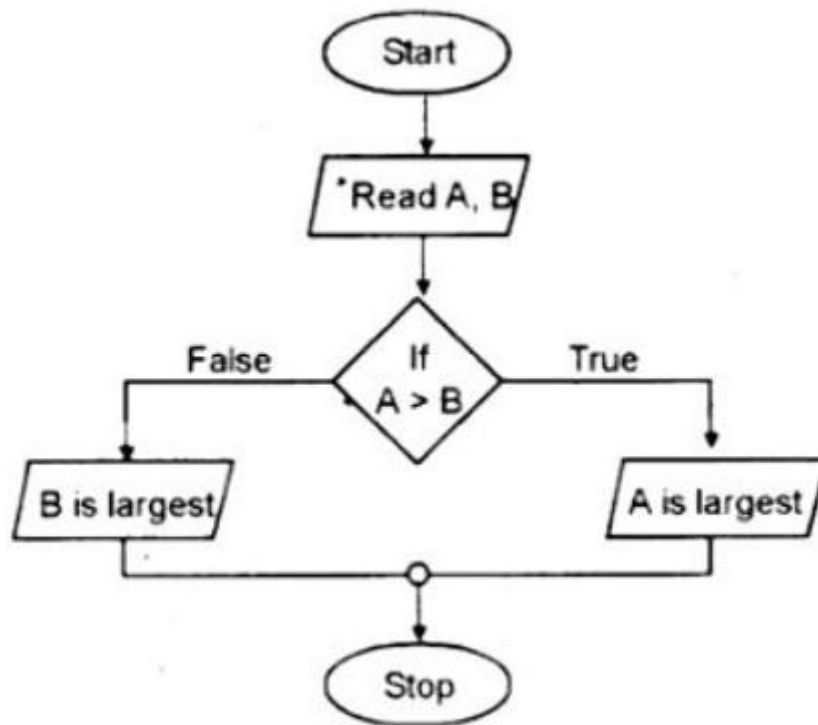 Start
Read A, B
False
If
True
A > B
B is largest
A is largest
Stop